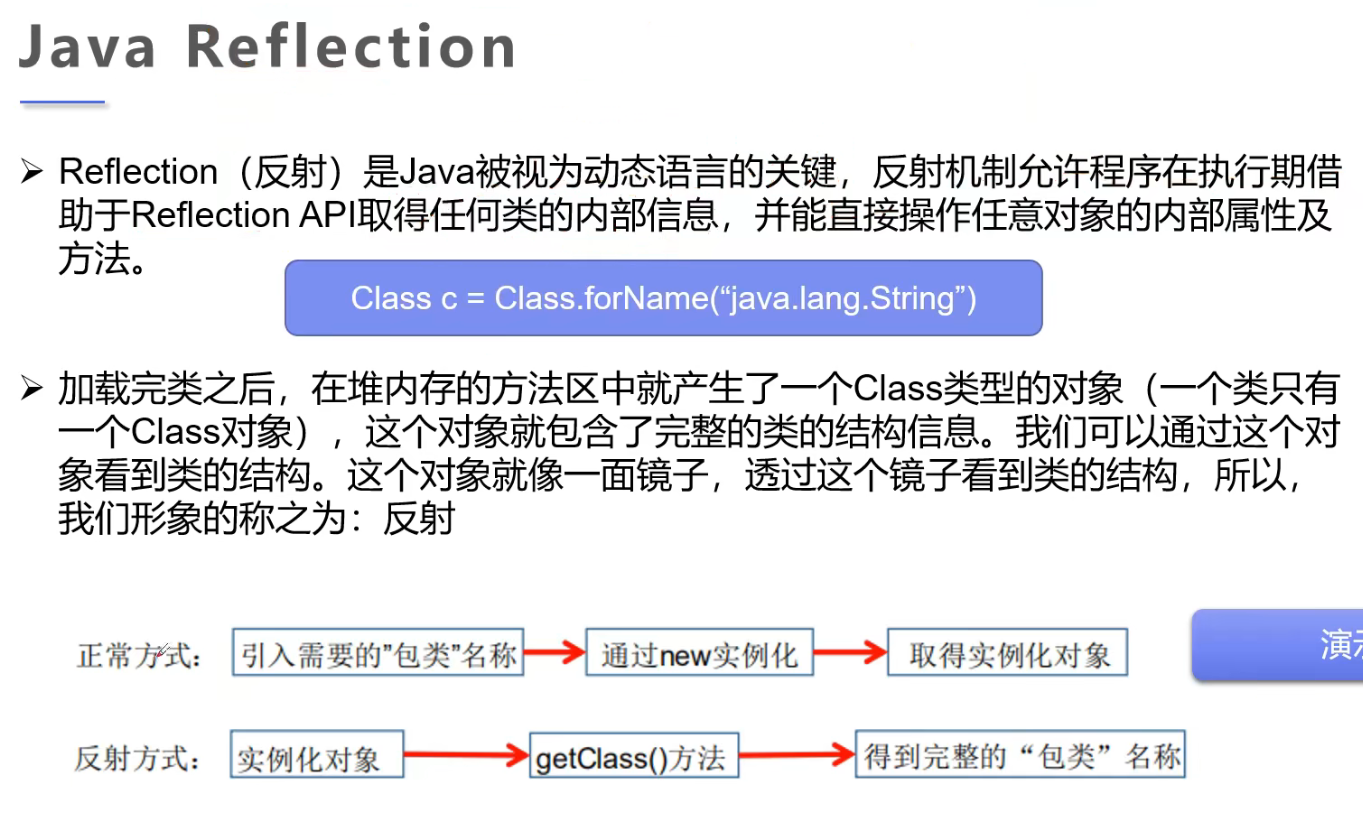 Java Reflection
Reflection（反射）是Java被视为动态语言的关键，反射机制允许程序在执行期借
助于Reflection API取得任何类的内部信息，并能直接操作任意对象的内部属性及
方法。
Class c = Class.forName(“java.lang.String”)
加载完类之后，在堆内存的方法区中就产生了一个Class类型的对象（一个类只有
一个Class对象），这个对象就包含了完整的类的结构信息。我们可以通过这个对
象看到类的结构。这个对象就像一面镜子，透过这个镜子看到类的结构，所以，
我们形象的称之为：反射
正常方式： 引入需要的”包类”名称 通过new实例化 取得实例化对象
演示
反射方式： 实例化对象 getClass()方法 得到完整的“包类”名称